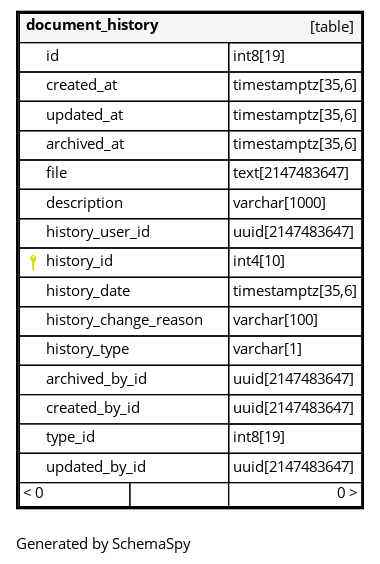 document_history [table]
id int8[19]
created_at timestamptz[35,6]
updated_at timestamptz[35,6]
archived_at timestamptz[35,6]
file text[2147483647]
description varchar[1000]
history_user_id uuid[2147483647]
history_id int4[10]
history_date timestamptz[35,6]
history_change_reason varchar[100]
history_type varchar[1]
archived_by_id uuid[2147483647]
created_by_id uuid[2147483647]
type_id int8[19]
updated_by_id uuid[2147483647]
< 0 0 >
Generated by SchemaSpy